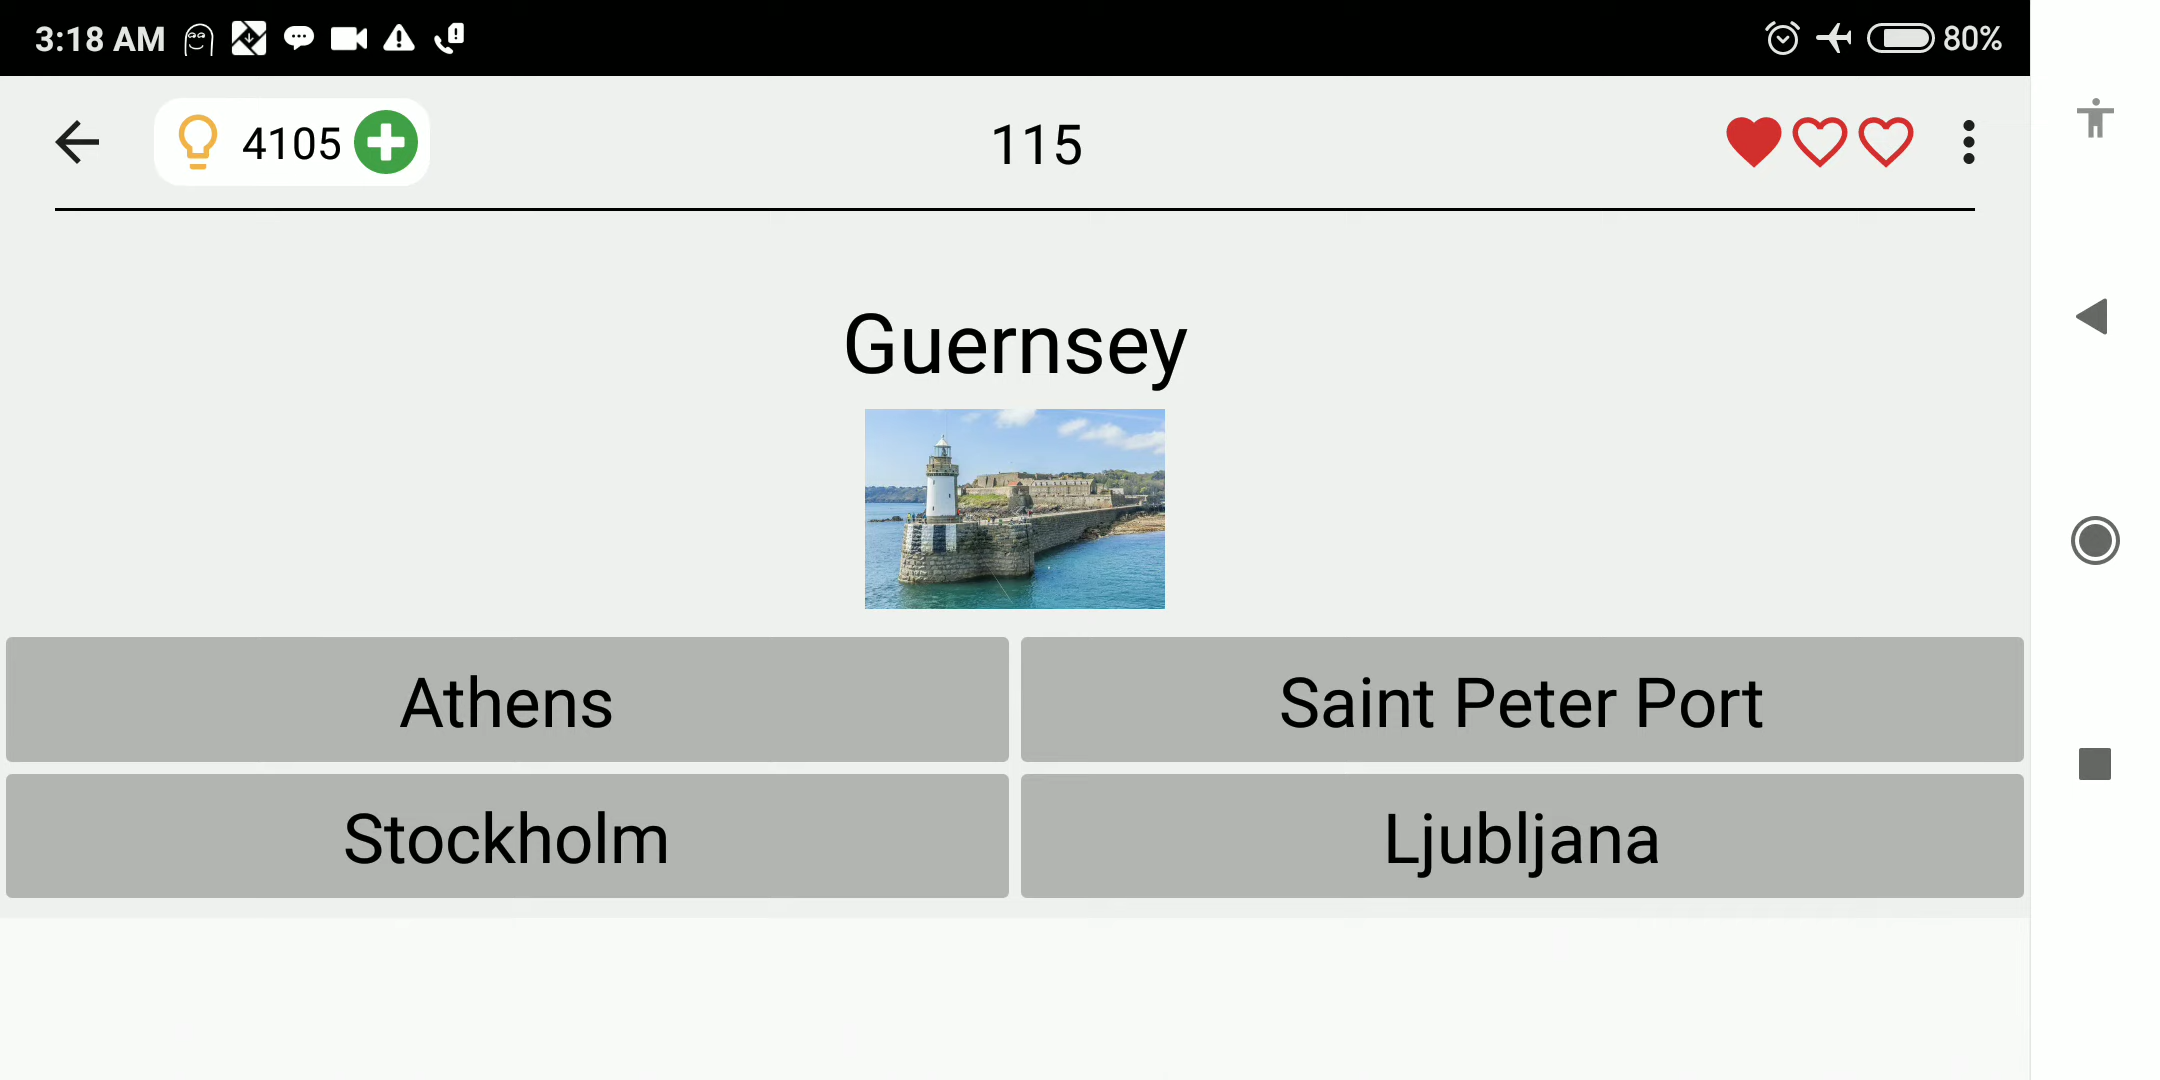 3:18 AM
80%
4105
115
Guernsey
Athens
Saint Peter Port
Stockholm
Ljubljana